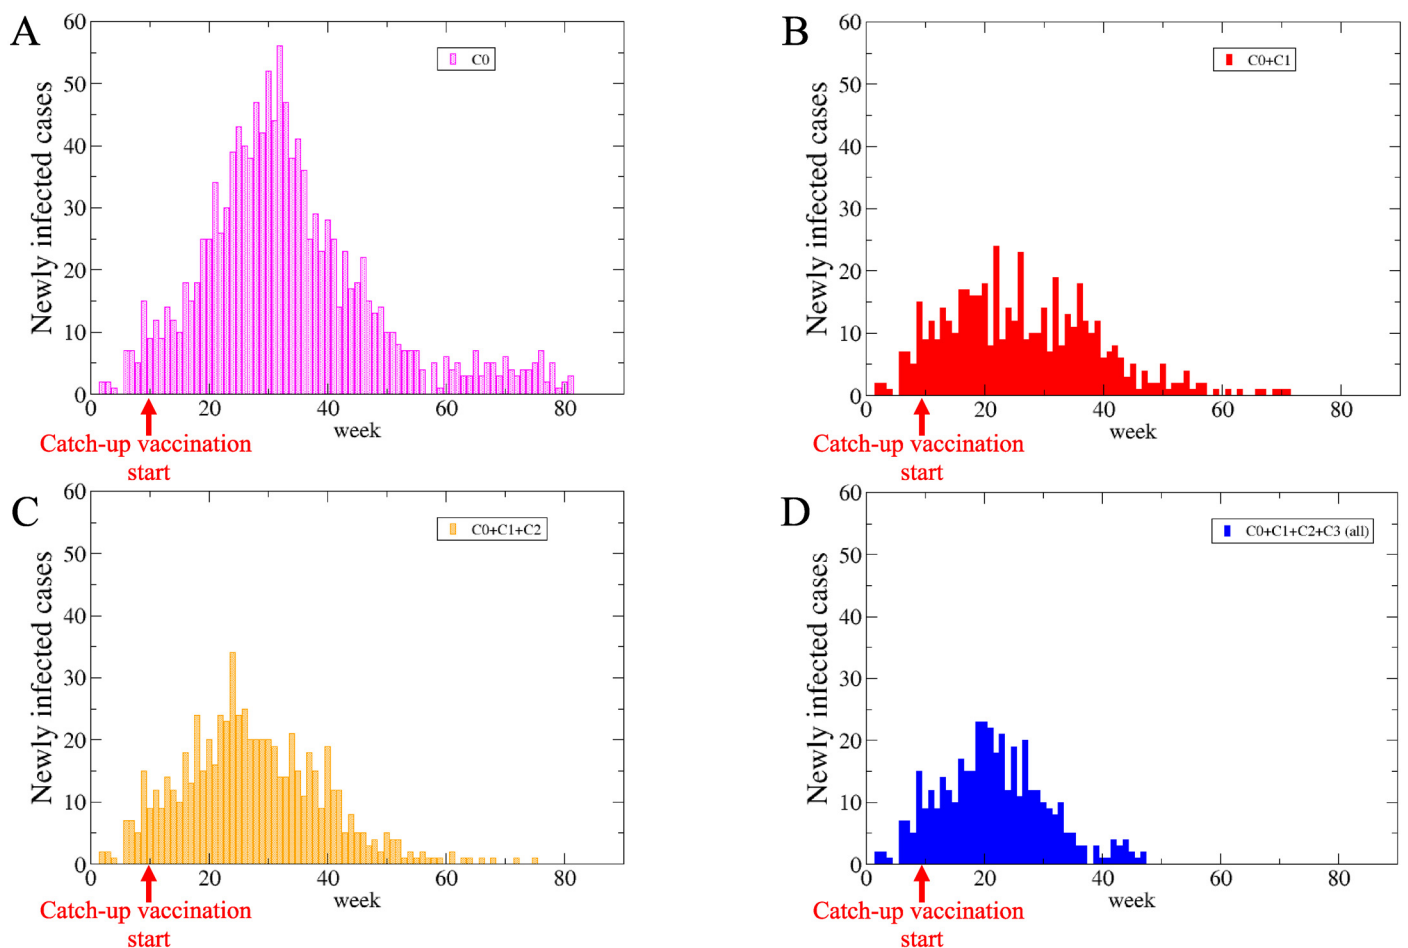 A
Newly infected cases
60
50
40
30
20
10
0
C0
0 20 40 60 80
week
Catch-up vaccination
start
B
Newly infected cases
60
50
40
30
20
10
0
C0+C1
0 20 40 60 80
week
Catch-up vaccination
start
C
Newly infected cases
60
50
40
30
20
10
0
C0+C1+C2
0 20 40 60 80
week
Catch-up vaccination
start
D
Newly infected cases
60
50
40
30
20
10
0
C0+C1+C2+C3 (all)
0 20 40 60 80
week
Catch-up vaccination
start